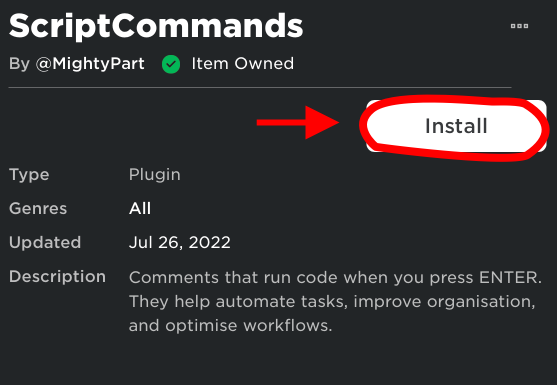 ScriptCommands
By @MightyPart Item Owned
Install
Type Plugin
Genres All
Updated Jul 26, 2022
Description Comments that run code when you press ENTER.
They help automate tasks, improve organisation,
and optimise workflows.